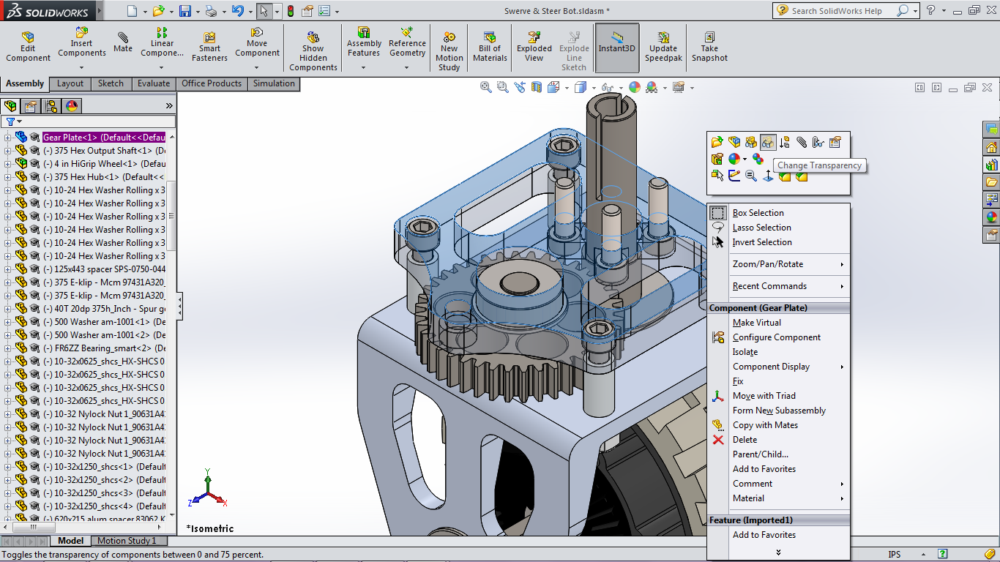 SOLIDWORKS
Swerve & Steer Bot.sldasm *
Search SolidWorks Help
Edit Component
Insert Components
Mate
Linear Compone...
Smart Fasteners
Move Component
Show Hidden Components
Assembly Features
Reference Geometry
New Motion Study
Bill of Materials
Exploded View
Explode Line Sketch
Instant3D
Update Speedpak
Take Snapshot
Assembly
Layout
Sketch
Evaluate
Office Products
Simulation
Gear Plate<1> (Default<<Defau
(-) 375 Hex Output Shaft<1> (D
(-) 4 in HiGrip Wheel<1> (Defau
(-) 375 Hex Hub<1> (Default<<
(-) 10-24 Hex Washer Rolling x 3
(-) 10-24 Hex Washer Rolling x 3
(-) 10-24 Hex Washer Rolling x 3
(-) 10-24 Hex Washer Rolling x 3
(-) 10-24 Hex Washer Rolling x 3
(-) 10-24 Hex Washer Rolling x 3
(-) 125x443 spacer SPS-0750-044
(-) 375 E-klip - Mcm 97431A320_
(-) 375 E-klip - Mcm 97431A320_
(-) 40T 20dp 375h_Inch - Spur g
(-) 500 Washer am-1001<1> (De
(-) 500 Washer am-1001<2> (De
(-) FR6ZZ Bearing_smart<2> (De
(-) 10-32x0625_shcs_HX-SHCS 0
(-) 10-32x0625_shcs_HX-SHCS 0
(-) 10-32x0625_shcs_HX-SHCS 0
(-) 10-32x0625_shcs_HX-SHCS 0
(-) 10-32 Nylock Nut 1_90631A4
(-) 10-32 Nylock Nut 1_90631A4
(-) 10-32 Nylock Nut 1_90631A4
(-) 10-32 Nylock Nut 1_90631A4
(-) 10-32x1250_shcs<1> (Default
(-) 10-32x1250_shcs<2> (Default
(-) 10-32x1250_shcs<3> (Default
(-) 10-32x1250_shcs<4> (Default
(-) 620x215 alum spacer 83062 K
Y
Z
X
*Isometric
Change Transparency
Box Selection
Lasso Selection
Invert Selection
Zoom/Pan/Rotate
Recent Commands
Component (Gear Plate)
Make Virtual
Configure Component
Isolate
Component Display
Fix
Move with Triad
Form New Subassembly
Copy with Mates
Delete
Parent/Child...
Add to Favorites
Comment
Material
Feature (Imported1)
Add to Favorites
Model
Motion Study 1
Toggles the transparency of components between 0 and 75 percent.
IPS